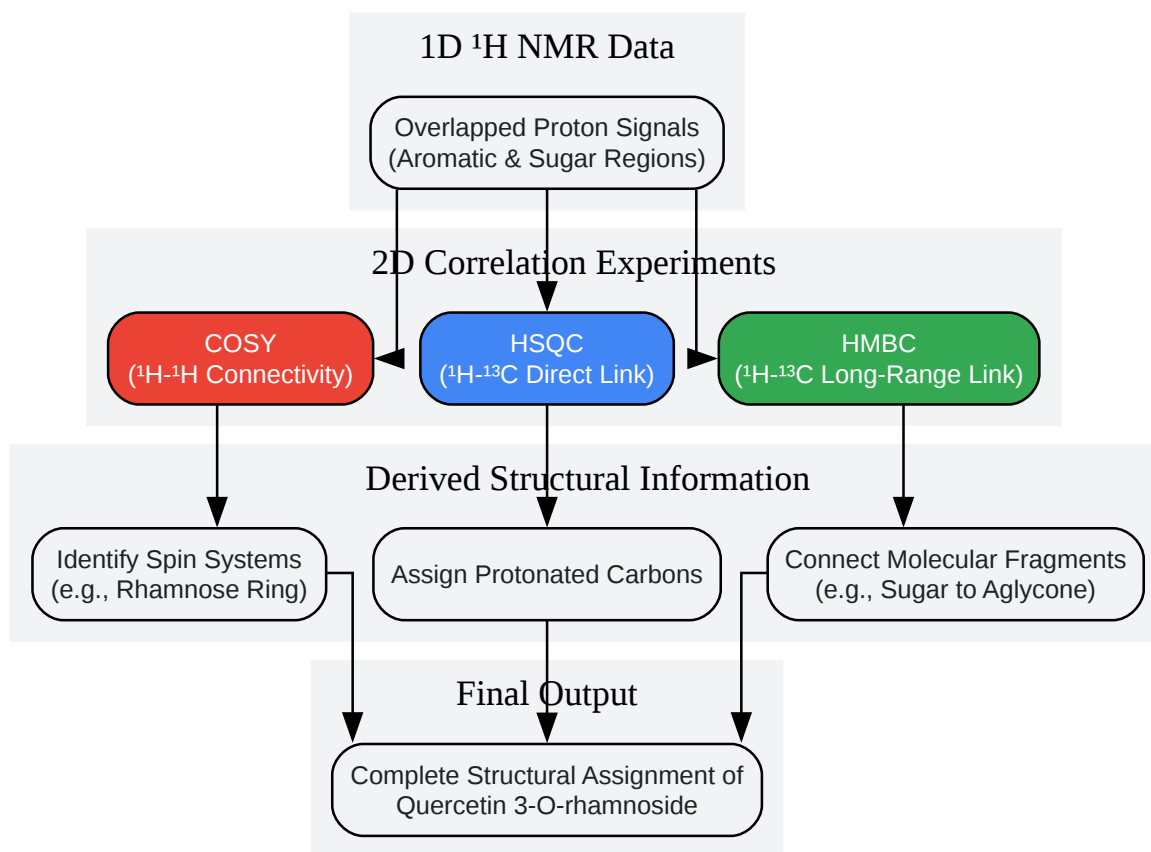 1D ¹H NMR Data
Overlapped Proton Signals
(Aromatic & Sugar Regions)
2D Correlation Experiments
COSY
(¹H-¹H Connectivity)
HSQC
(¹H-¹³C Direct Link)
HMBC
(¹H-¹³C Long-Range Link)
Derived Structural Information
Identify Spin Systems
(e.g., Rhamnose Ring)
Assign Protonated Carbons
Connect Molecular Fragments
(e.g., Sugar to Aglycone)
Final Output
Complete Structural Assignment of
Quercetin 3-O-rhamnoside